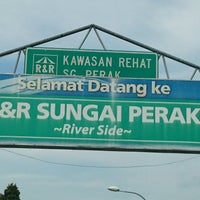 KAWASAN REHAT
R&R SG. PERAK
Selamat Datang ke
R&R SUNGAI PERAK
~River Side~